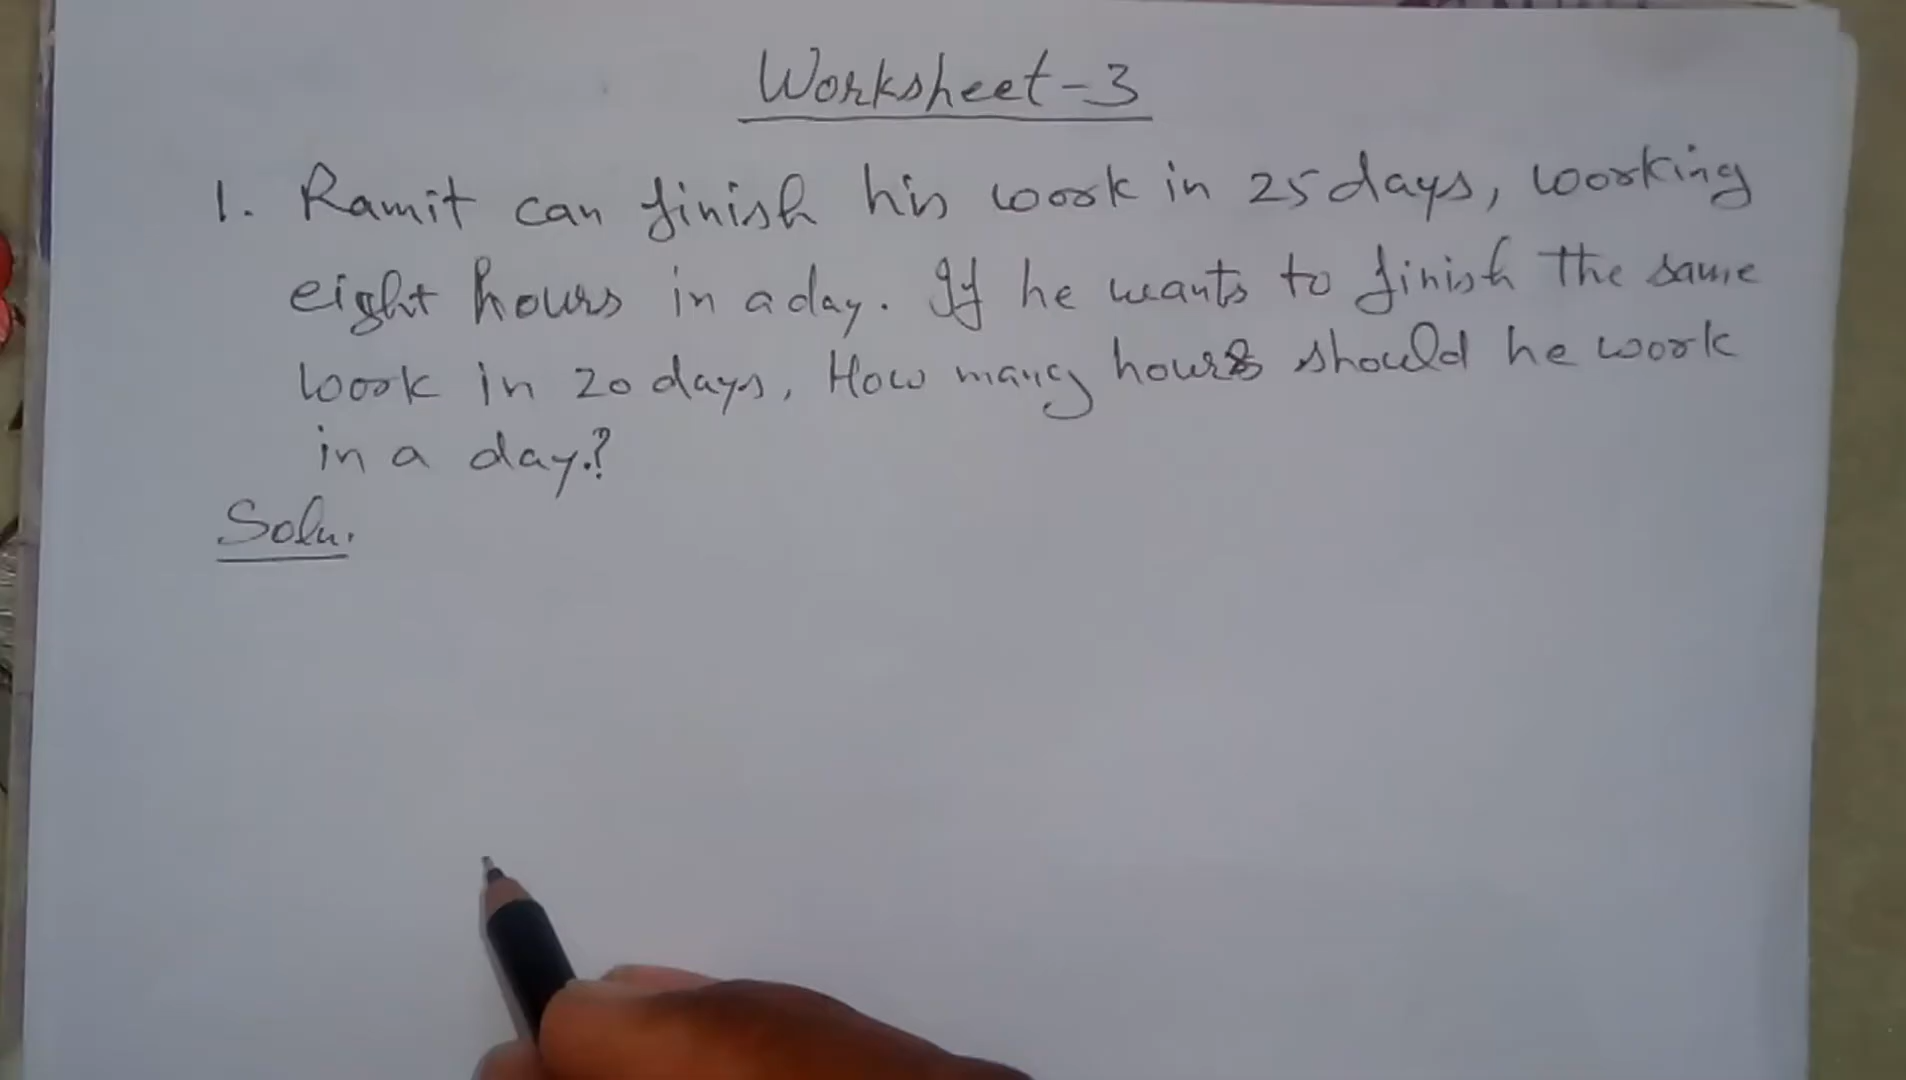 Worksheet-3
1. Ramit can finish his work in 25 days, working
eight hours in a day. If he wants to finish the same
work in 20 days, How many hours should he work
in a day.?
Soln.